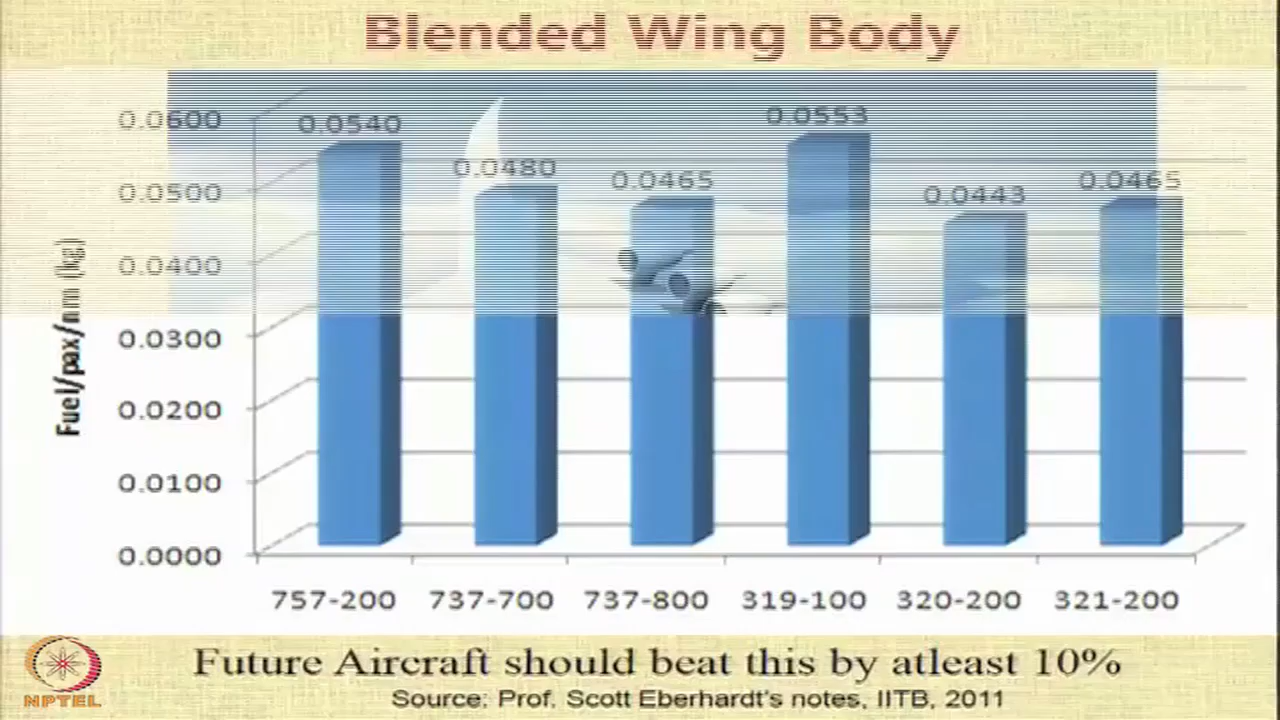 Blended Wing Body
Fuel/pax/nm (kg)
0.0600
0.0500
0.0400
0.0300
0.0200
0.0100
0.0000
0.0540
0.0480
0.0465
0.0553
0.0443
0.0465
757-200 737-700 737-800 319-100 320-200 321-200
Future Aircraft should beat this by atleast 10%
Source: Prof. Scott Eberhardt's notes, IITB, 2011
NPTEL